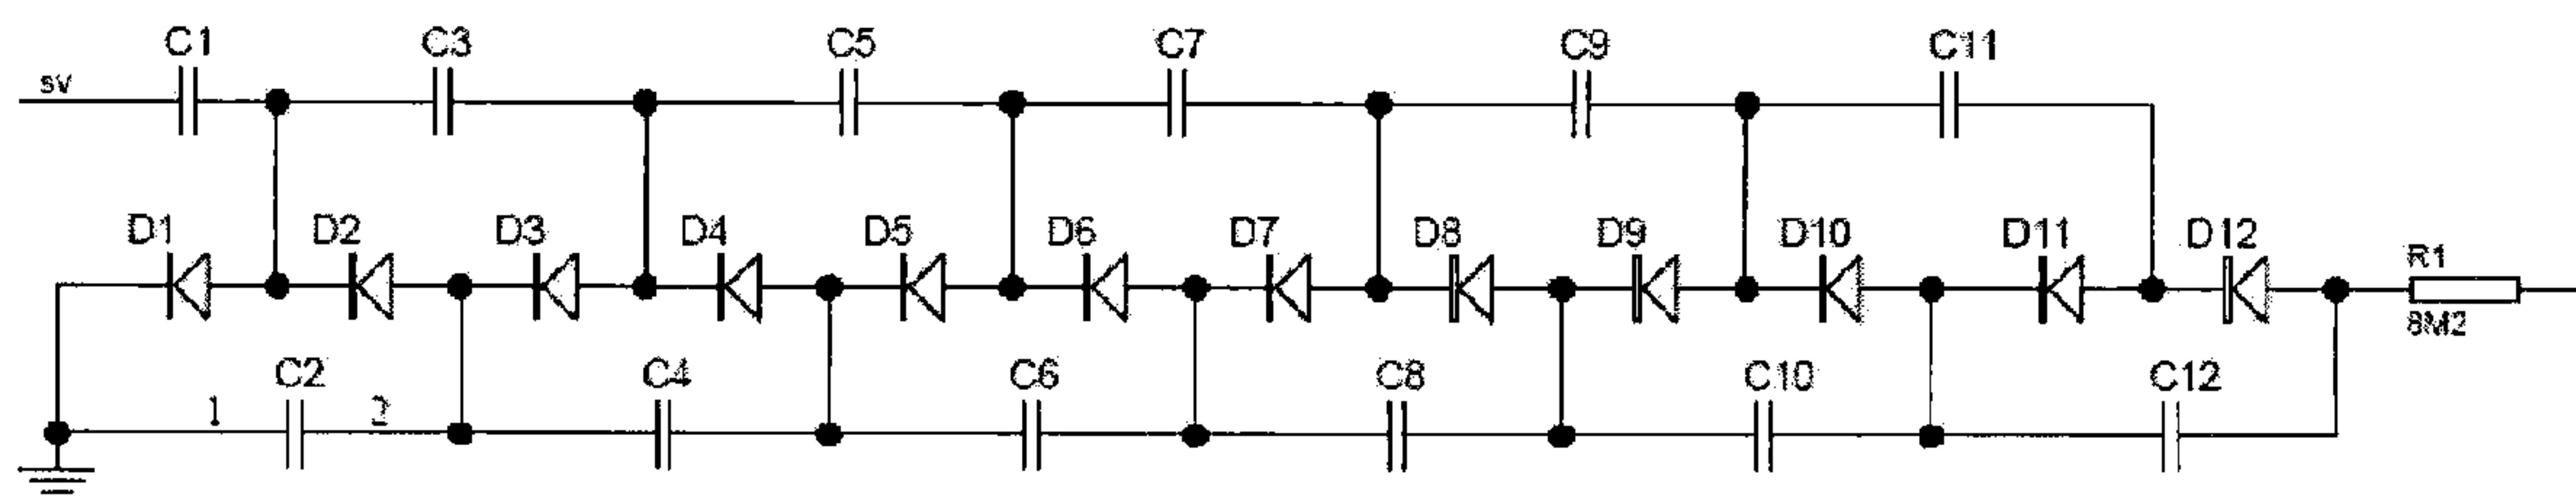 C1 C3 C5 C7 C9 C11
sv
D1 D2 D3 D4 D5 D6 D7 D8 D9 D10 D11 D12 R1
8M2
C2 C4 C6 C8 C10 C12
1 2